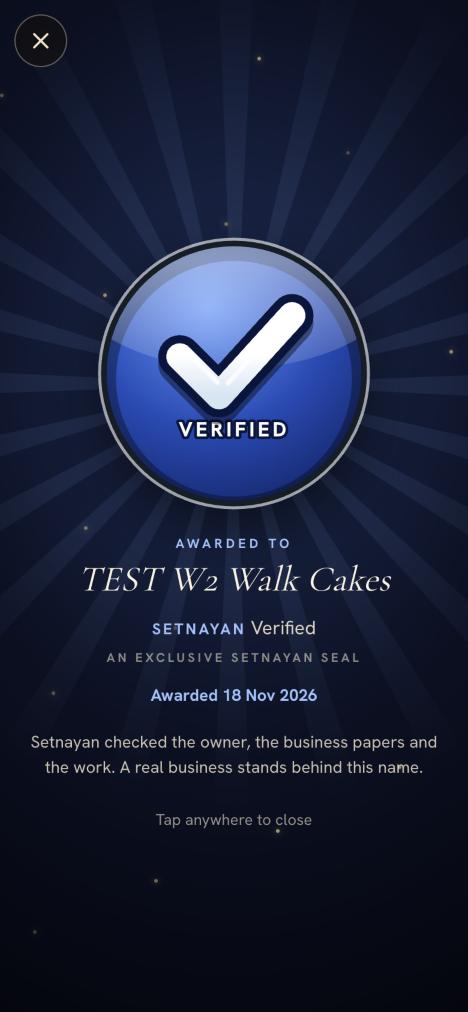 VERIFIED
AWARDED TO
TEST W2 Walk Cakes
SETNAYAN Verified
AN EXCLUSIVE SETNAYAN SEAL
Awarded 18 Nov 2026
Setnayan checked the owner, the business papers and
the work. A real business stands behind this name.
Tap anywhere to close